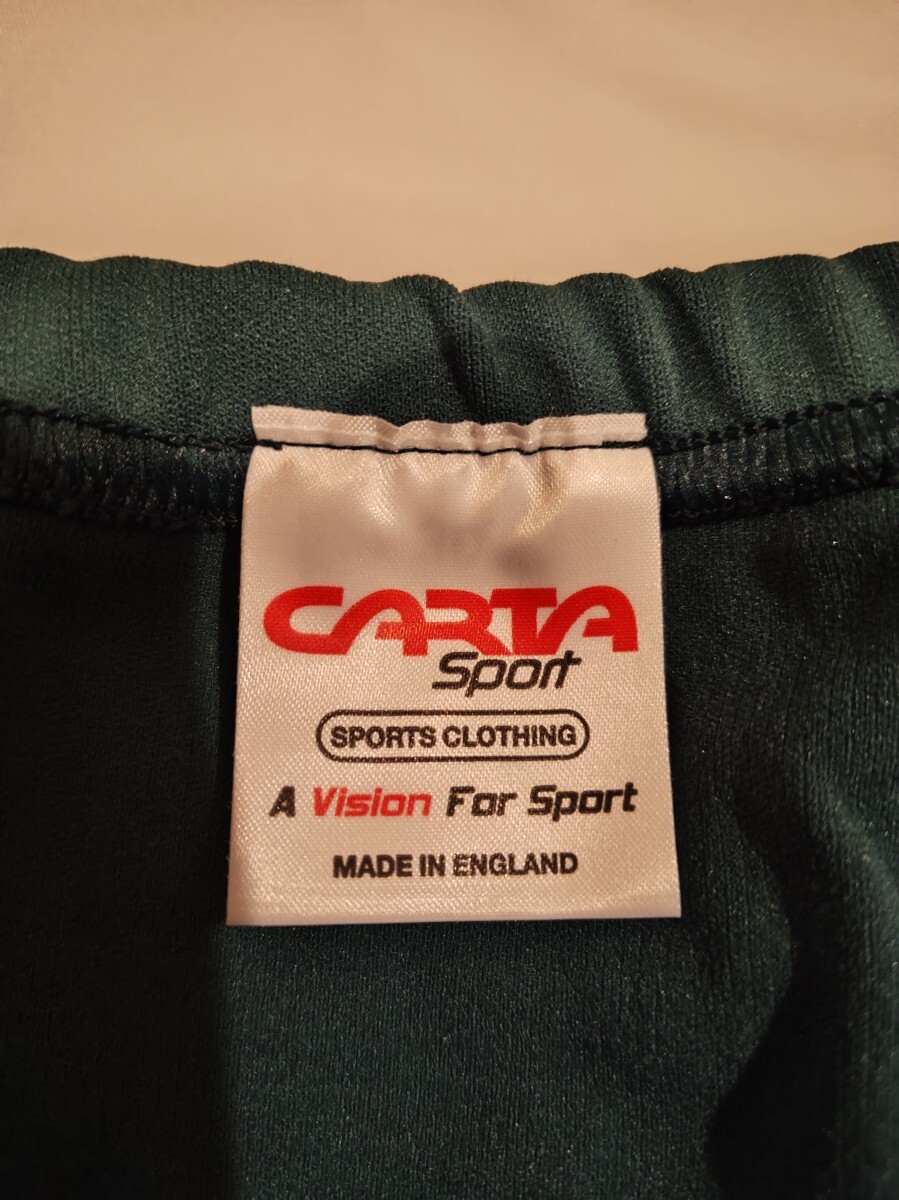 CARTA
Sport
SPORTS CLOTHING
A Vision For Sport
MADE IN ENGLAND